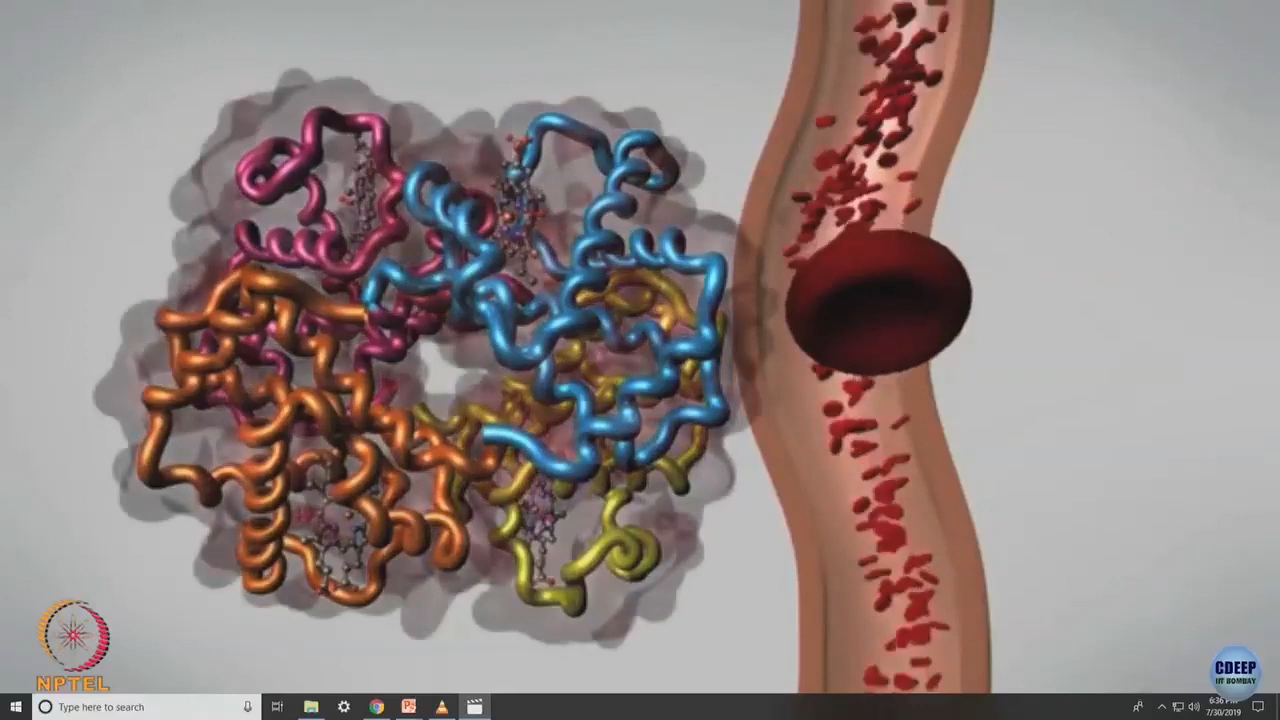 NPTEL
CDEEP
IIT BOMBAY
Type here to search
6:36 PM
7/30/2019